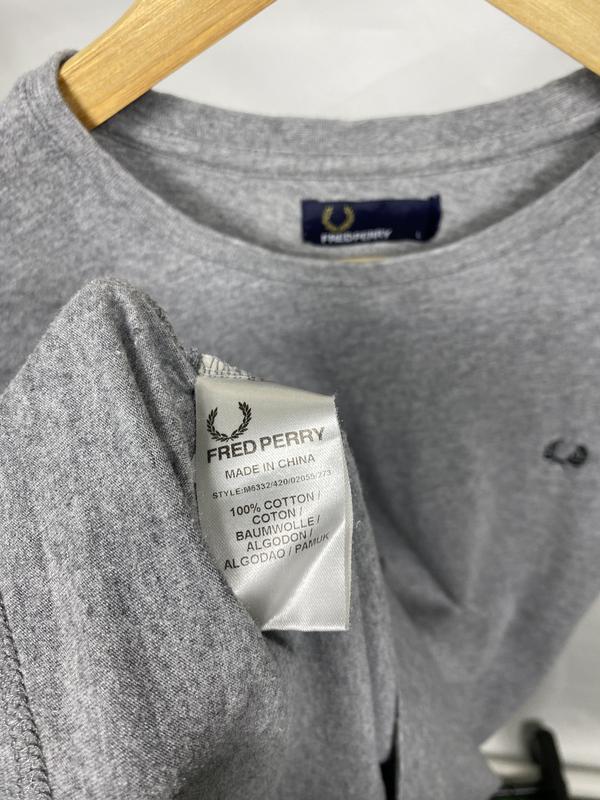 FRED PERRY
FRED PERRY
MADE IN CHINA
STYLE:M6332/420/02055/273
100% COTTON /
COTON /
BAUMWOLLE /
ALGODON /
ALGODAO / PAMUK